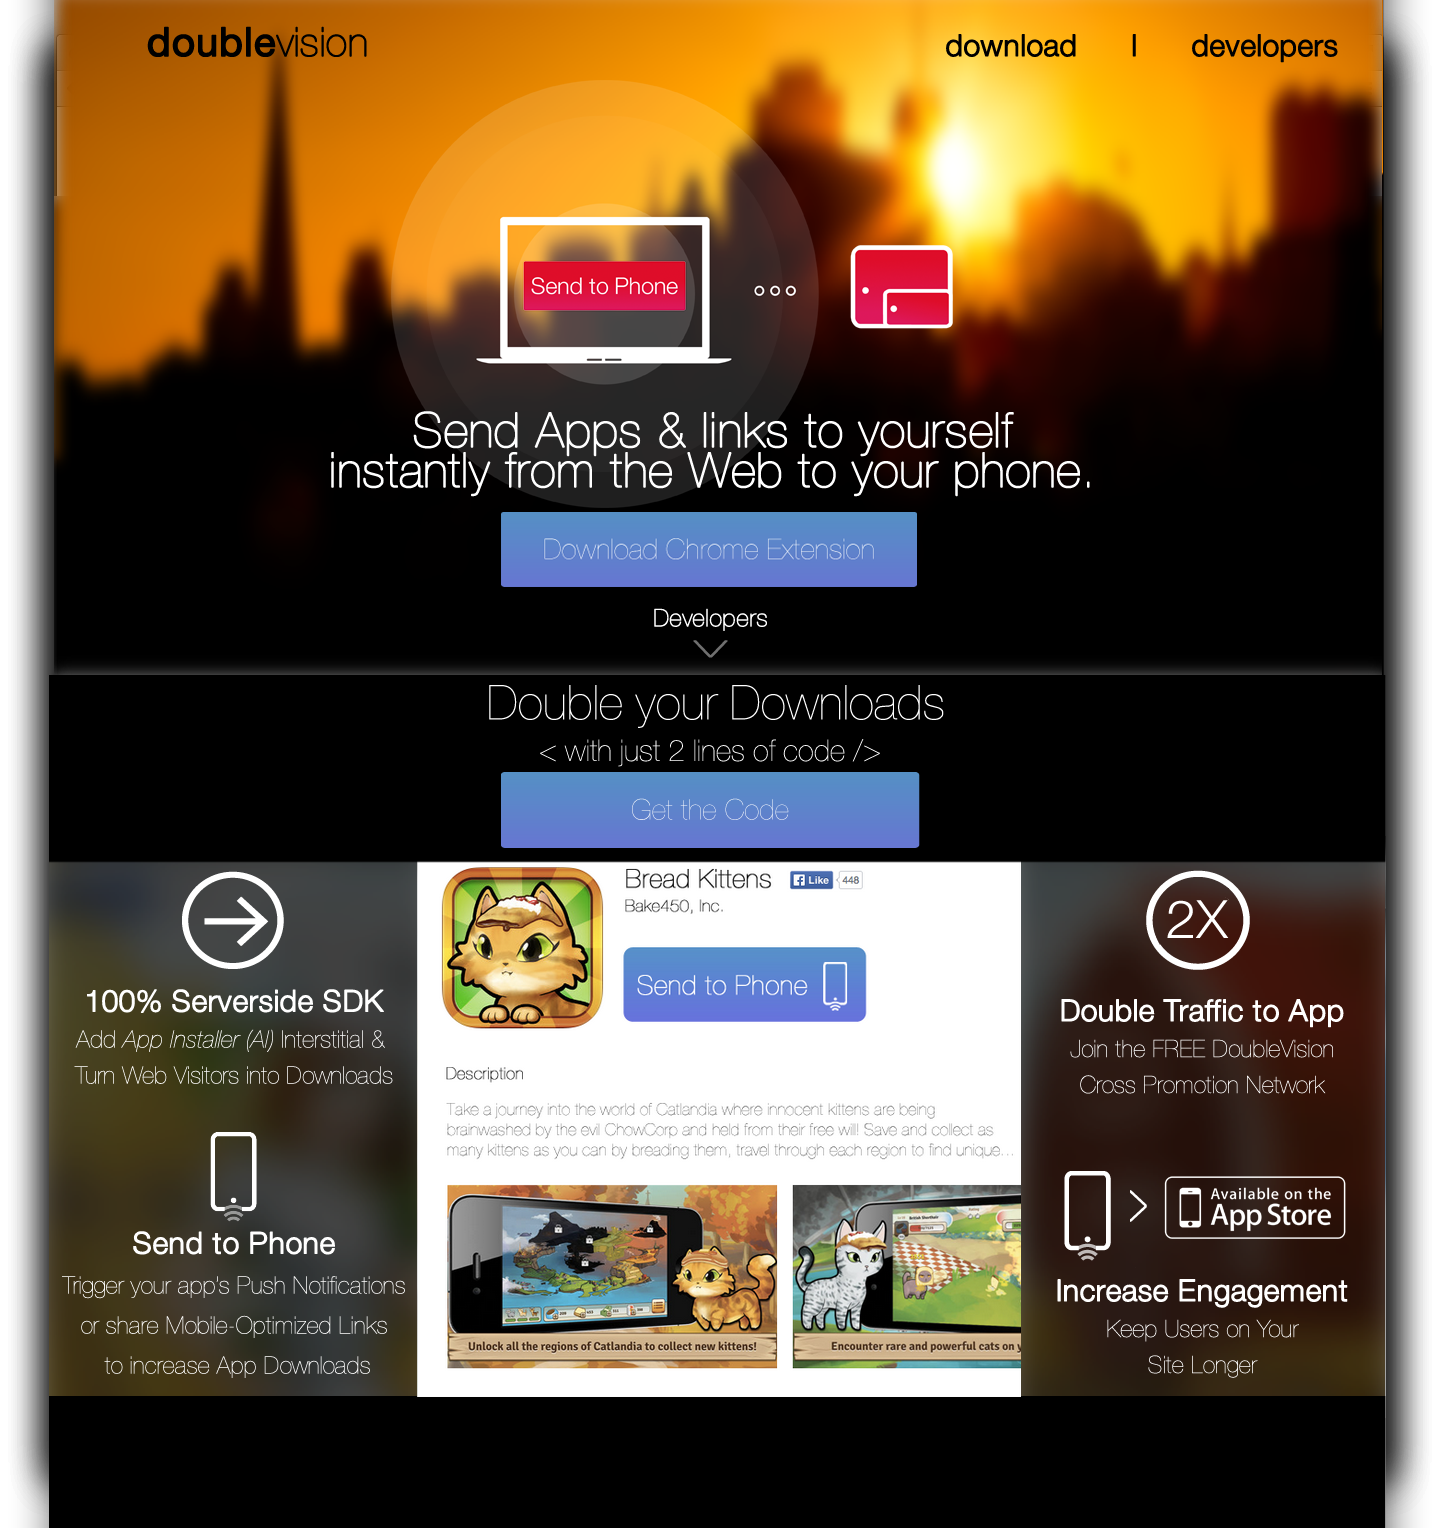 doublevision
download | developers
Send to Phone
Send Apps & links to yourself
instantly from the Web to your phone.
Download Chrome Extension
Developers
Double your Downloads
< with just 2 lines of code />
Get the Code
100% Serverside SDK
Add App Installer (AI) Interstitial &
Turn Web Visitors into Downloads
Send to Phone
Trigger your app's Push Notifications
or share Mobile-Optimized Links
to increase App Downloads
Bread Kittens
Like 448
Bake450, Inc.
Send to Phone
Description
Take a journey into the world of Catlandia where innocent kittens are being
brainwashed by the evil ChowCorp and held from their free will! Save and collect as
many kittens as you can by breading them, travel through each region to find unique...
Unlock all the regions of Catlandia to collect new kittens!
British Shorthair
Encounter rare and powerful cats on y
2X
Double Traffic to App
Join the FREE DoubleVision
Cross Promotion Network
Available on the
App Store
Increase Engagement
Keep Users on Your
Site Longer